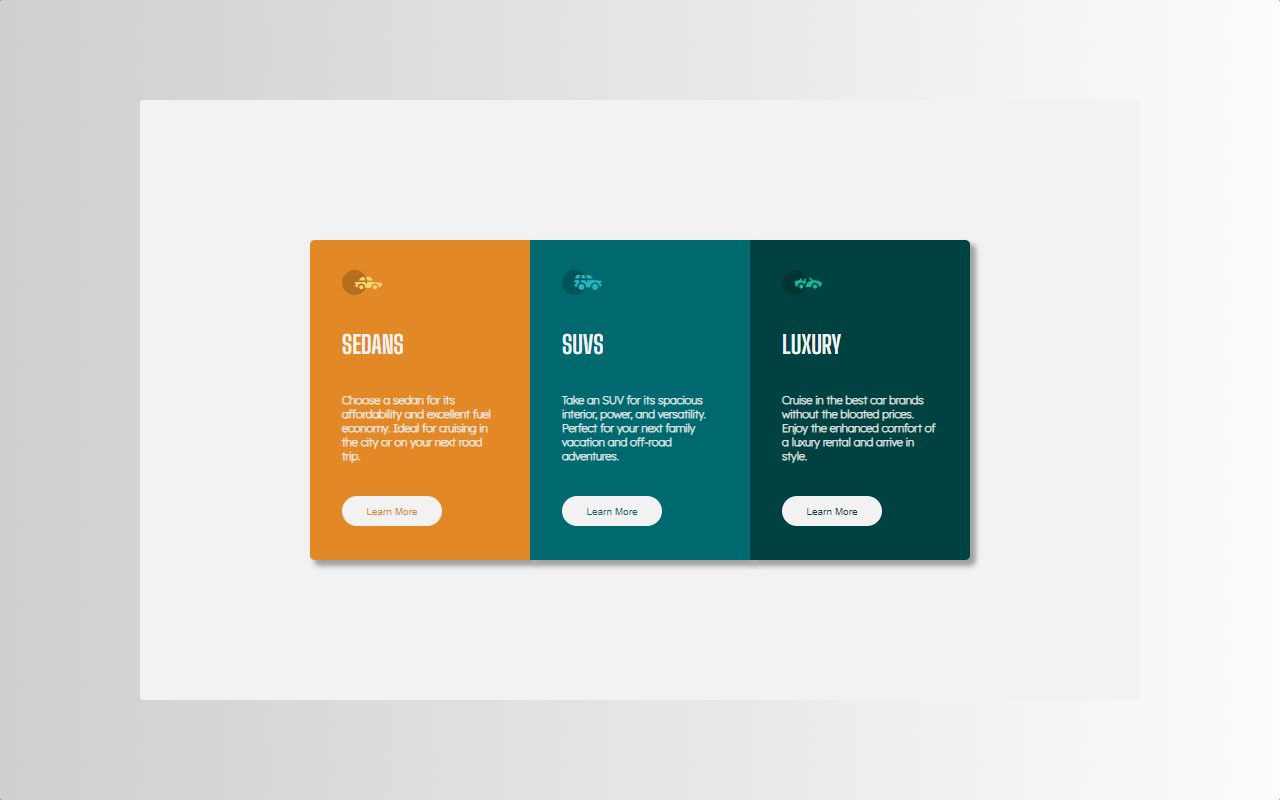 SEDANS
Choose a sedan for its
affordability and excellent fuel
economy. Ideal for cruising in
the city or on your next road
trip.
Learn More
SUVS
Take an SUV for its spacious
interior, power, and versatility.
Perfect for your next family
vacation and off-road
adventures.
Learn More
LUXURY
Cruise in the best car brands
without the bloated prices.
Enjoy the enhanced comfort of
a luxury rental and arrive in
style.
Learn More